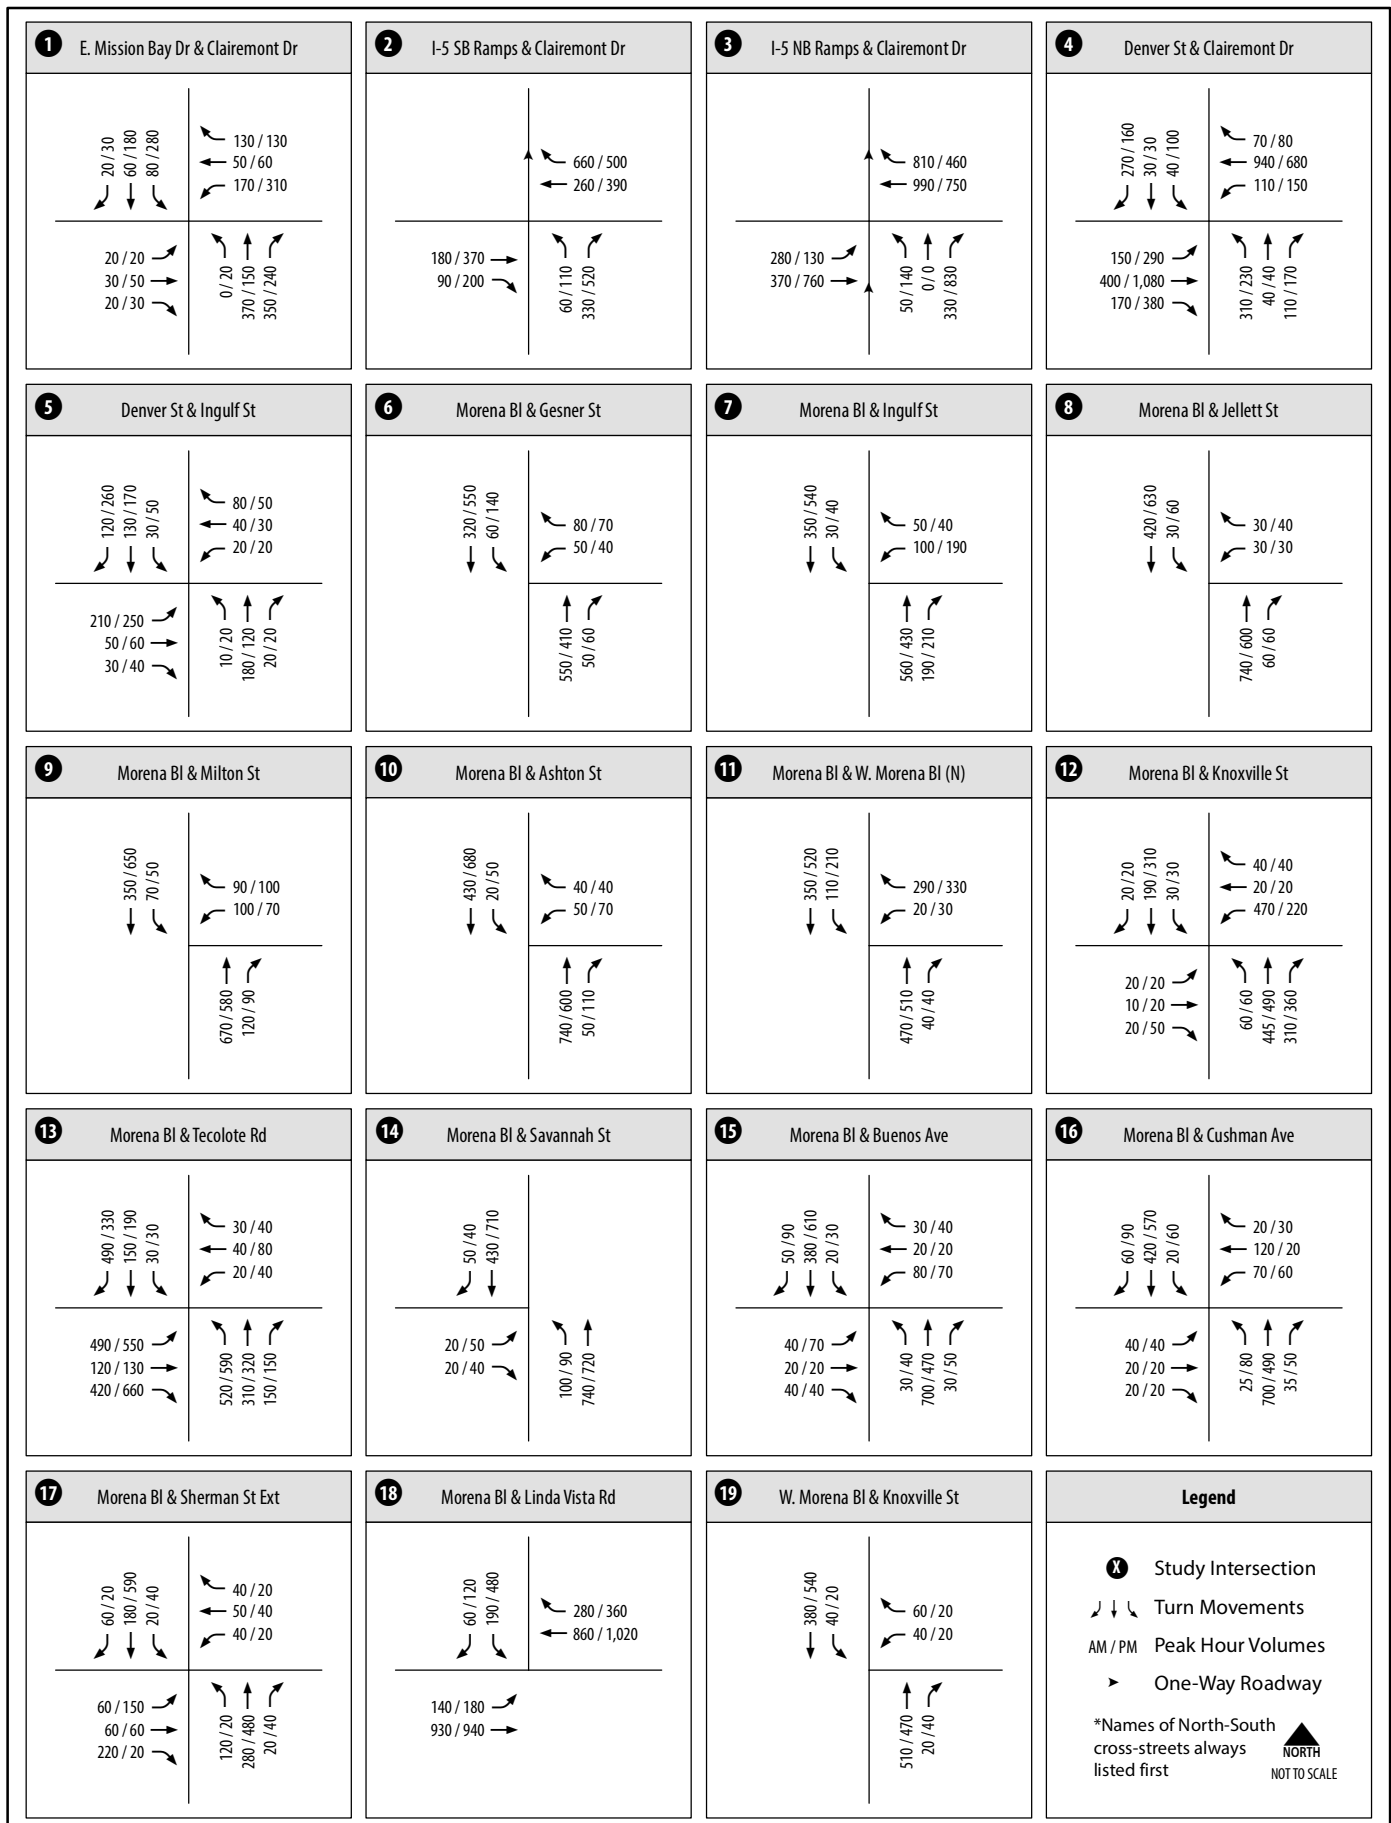 1 E. Mission Bay Dr & Clairemont Dr
20 / 30
60 / 180
80 / 280
130 / 130
50 / 60
170 / 310
20 / 20
30 / 50
20 / 30
0 / 20
370 / 150
350 / 240
2 I-5 SB Ramps & Clairemont Dr
660 / 500
260 / 390
180 / 370
90 / 200
60 / 110
330 / 520
3 I-5 NB Ramps & Clairemont Dr
810 / 460
990 / 750
280 / 130
370 / 760
50 / 140
0 / 0
330 / 830
4 Denver St & Clairemont Dr
270 / 160
30 / 30
40 / 100
70 / 80
940 / 680
110 / 150
150 / 290
400 / 1,080
170 / 380
310 / 230
40 / 40
110 / 170
5 Denver St & Ingulf St
120 / 260
130 / 170
30 / 50
80 / 50
40 / 30
20 / 20
210 / 250
50 / 60
30 / 40
10 / 20
180 / 120
20 / 20
6 Morena Bl & Gesner St
320 / 550
60 / 140
80 / 70
50 / 40
550 / 410
50 / 60
7 Morena Bl & Ingulf St
350 / 540
30 / 40
50 / 40
100 / 190
560 / 430
190 / 210
8 Morena Bl & Jellett St
420 / 630
30 / 60
30 / 40
30 / 30
740 / 600
60 / 60
9 Morena Bl & Milton St
350 / 650
70 / 50
90 / 100
100 / 70
670 / 580
120 / 90
10 Morena Bl & Ashton St
430 / 680
20 / 50
40 / 40
50 / 70
740 / 600
50 / 110
11 Morena Bl & W. Morena Bl (N)
350 / 520
110 / 210
290 / 330
20 / 30
470 / 510
40 / 40
12 Morena Bl & Knoxville St
20 / 20
190 / 310
30 / 30
40 / 40
20 / 20
470 / 220
20 / 20
10 / 20
20 / 50
60 / 60
445 / 490
310 / 360
13 Morena Bl & Tecolote Rd
490 / 330
150 / 190
30 / 30
30 / 40
40 / 80
20 / 40
490 / 550
120 / 130
420 / 660
520 / 590
310 / 320
150 / 150
14 Morena Bl & Savannah St
50 / 40
430 / 710
20 / 50
20 / 40
100 / 90
740 / 720
15 Morena Bl & Buenos Ave
50 / 90
380 / 610
20 / 30
30 / 40
20 / 20
80 / 70
40 / 70
20 / 20
40 / 40
30 / 40
700 / 470
30 / 50
16 Morena Bl & Cushman Ave
60 / 90
420 / 570
20 / 60
20 / 30
120 / 20
70 / 60
40 / 40
20 / 20
20 / 20
25 / 80
700 / 490
35 / 50
17 Morena Bl & Sherman St Ext
60 / 20
180 / 590
20 / 40
40 / 20
50 / 40
40 / 20
60 / 150
60 / 60
220 / 20
120 / 20
280 / 480
20 / 40
18 Morena Bl & Linda Vista Rd
60 / 120
190 / 480
280 / 360
860 / 1,020
140 / 180
930 / 940
19 W. Morena Bl & Knoxville St
380 / 540
40 / 20
60 / 20
40 / 20
510 / 470
20 / 40
Legend
X Study Intersection
Turn Movements
AM / PM Peak Hour Volumes
One-Way Roadway
*Names of North-South
cross-streets always
listed first
NORTH
NOT TO SCALE